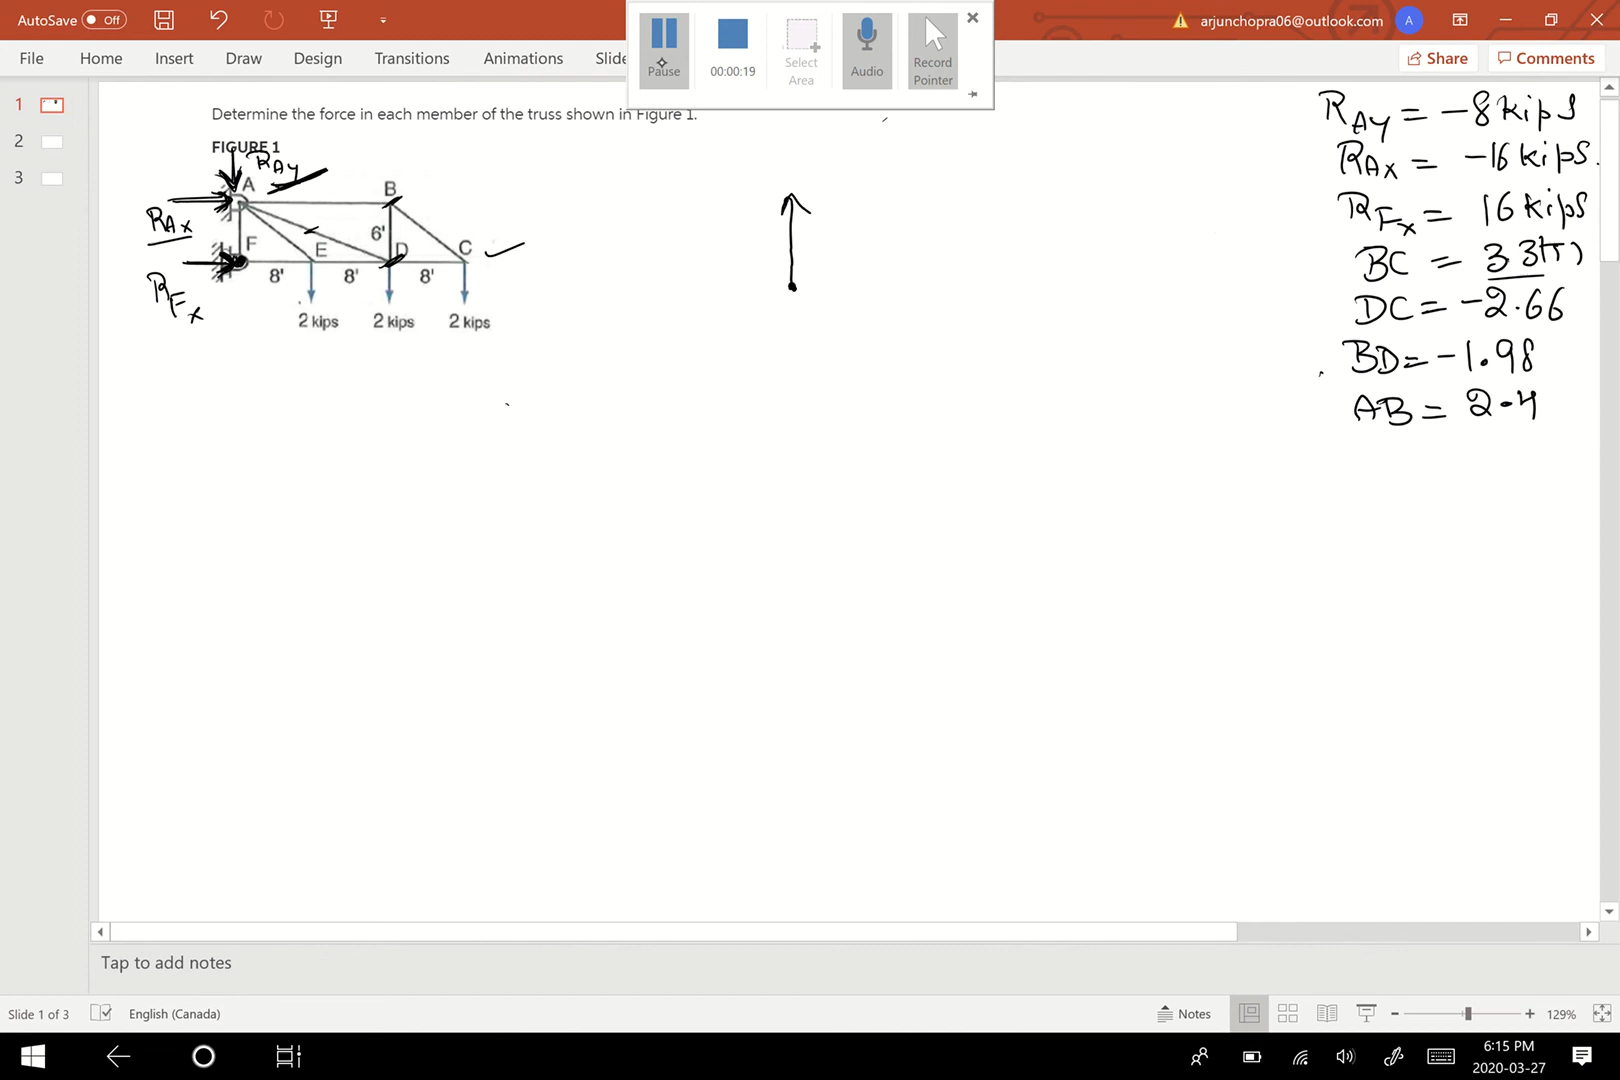 AutoSave Off
arjunchopra06@outlook.com A
File Home Insert Draw Design Transitions Animations Slide
Pause 00:00:19 Select Area Audio Record Pointer
Share Comments
1
2
3
Determine the force in each member of the truss shown in Figure 1.
FIGURE 1
RAy
A B
RAx
F E 6' D C
8' 8' 8'
RFx
2 kips 2 kips 2 kips
RAy = -8 kips
RAx = -16 kips.
RFx = 16 kips
BC = 3.3(T)
DC = -2.66
BD = -1.98
AB = 2.4
Tap to add notes
Slide 1 of 3 English (Canada) Notes 129%
6:15 PM
2020-03-27